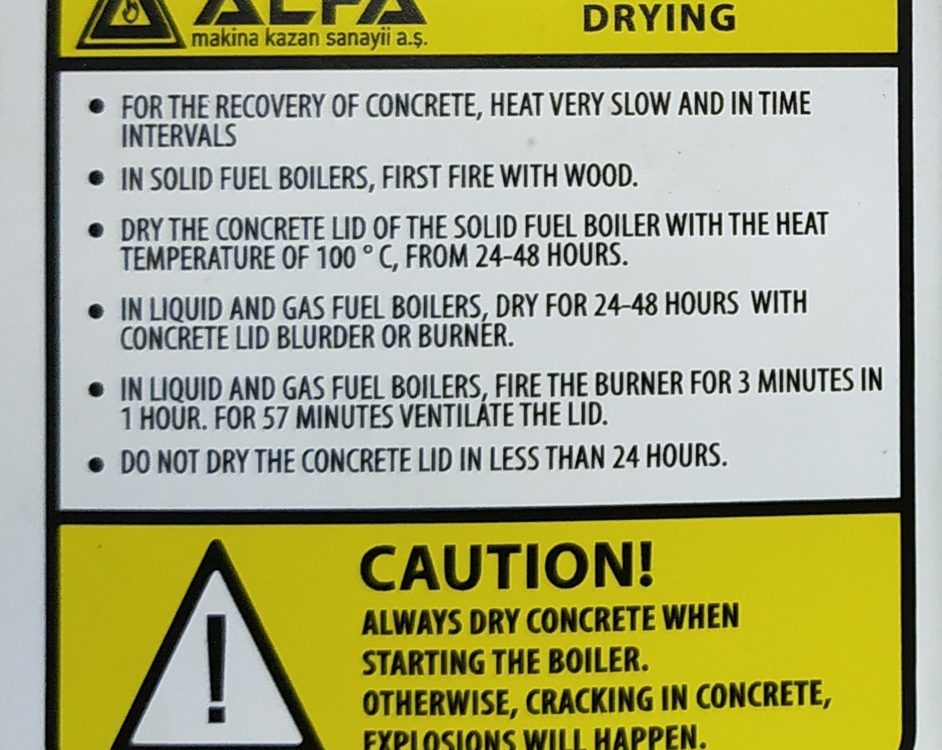 ALFA
makina kazan sanayii a.ş.
DRYING
• FOR THE RECOVERY OF CONCRETE, HEAT VERY SLOW AND IN TIME
INTERVALS
• IN SOLID FUEL BOILERS, FIRST FIRE WITH WOOD.
• DRY THE CONCRETE LID OF THE SOLID FUEL BOILER WITH THE HEAT
TEMPERATURE OF 100 ° C, FROM 24-48 HOURS.
• IN LIQUID AND GAS FUEL BOILERS, DRY FOR 24-48 HOURS WITH
CONCRETE LID BLURDER OR BURNER.
• IN LIQUID AND GAS FUEL BOILERS, FIRE THE BURNER FOR 3 MINUTES IN
1 HOUR. FOR 57 MINUTES VENTILATE THE LID.
• DO NOT DRY THE CONCRETE LID IN LESS THAN 24 HOURS.
CAUTION!
ALWAYS DRY CONCRETE WHEN
STARTING THE BOILER.
OTHERWISE, CRACKING IN CONCRETE,
EXPLOSIONS WILL HAPPEN.